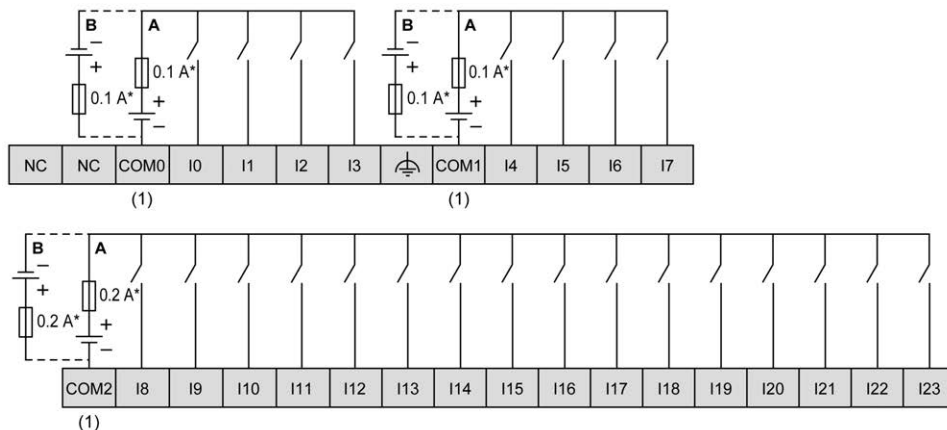 B A B A
0.1 A* 0.1 A*
0.1 A* 0.1 A*
NC NC COM0 I0 I1 I2 I3 COM1 I4 I5 I6 I7
(1) (1)
B A
0.2 A*
0.2 A*
COM2 I8 I9 I10 I11 I12 I13 I14 I15 I16 I17 I18 I19 I20 I21 I22 I23
(1)